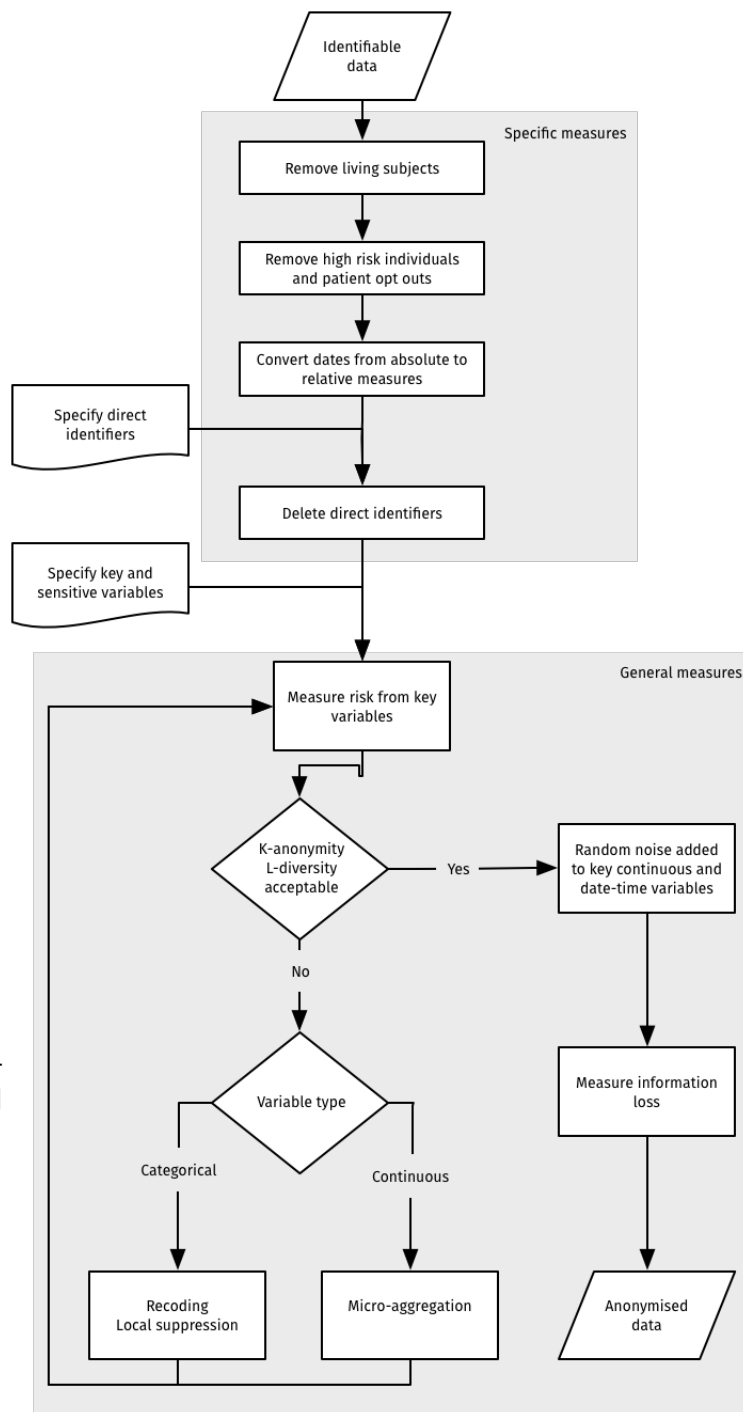 Identifiable
data
Specific measures
Remove living subjects
Remove high risk individuals
and patient opt outs
Convert dates from absolute to
relative measures
Specify direct
identifiers
Delete direct identifiers
Specify key and
sensitive variables
General measures
Measure risk from key
variables
K-anonymity
L-diversity
acceptable
Yes
Random noise added
to key continuous and
date-time variables
No
Variable type
Measure information
loss
Categorical
Continuous
Recoding
Local suppression
Micro-aggregation
Anonymised
data